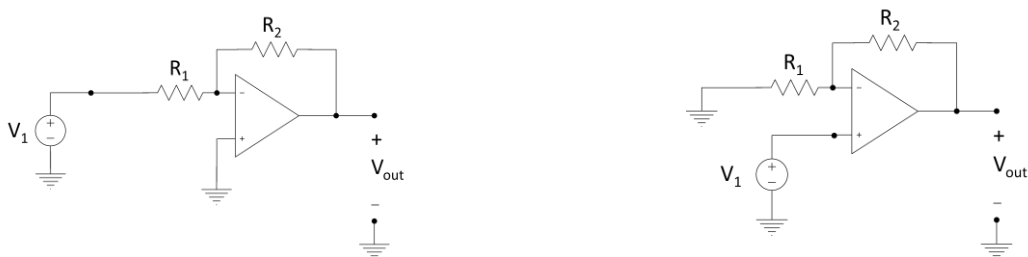 R₂
R₁
−
+
V₁
+
−
+
Vout
−
R₂
R₁
−
+
V₁
+
−
+
Vout
−